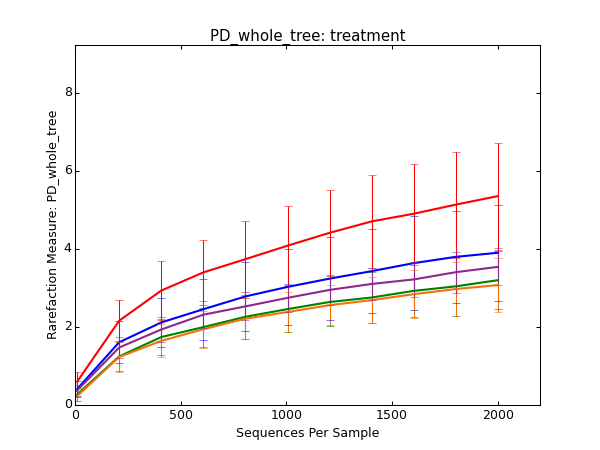 PD_whole_tree: treatment
Rarefaction Measure: PD_whole_tree
8
6
4
2
0
0 500 1000 1500 2000
Sequences Per Sample